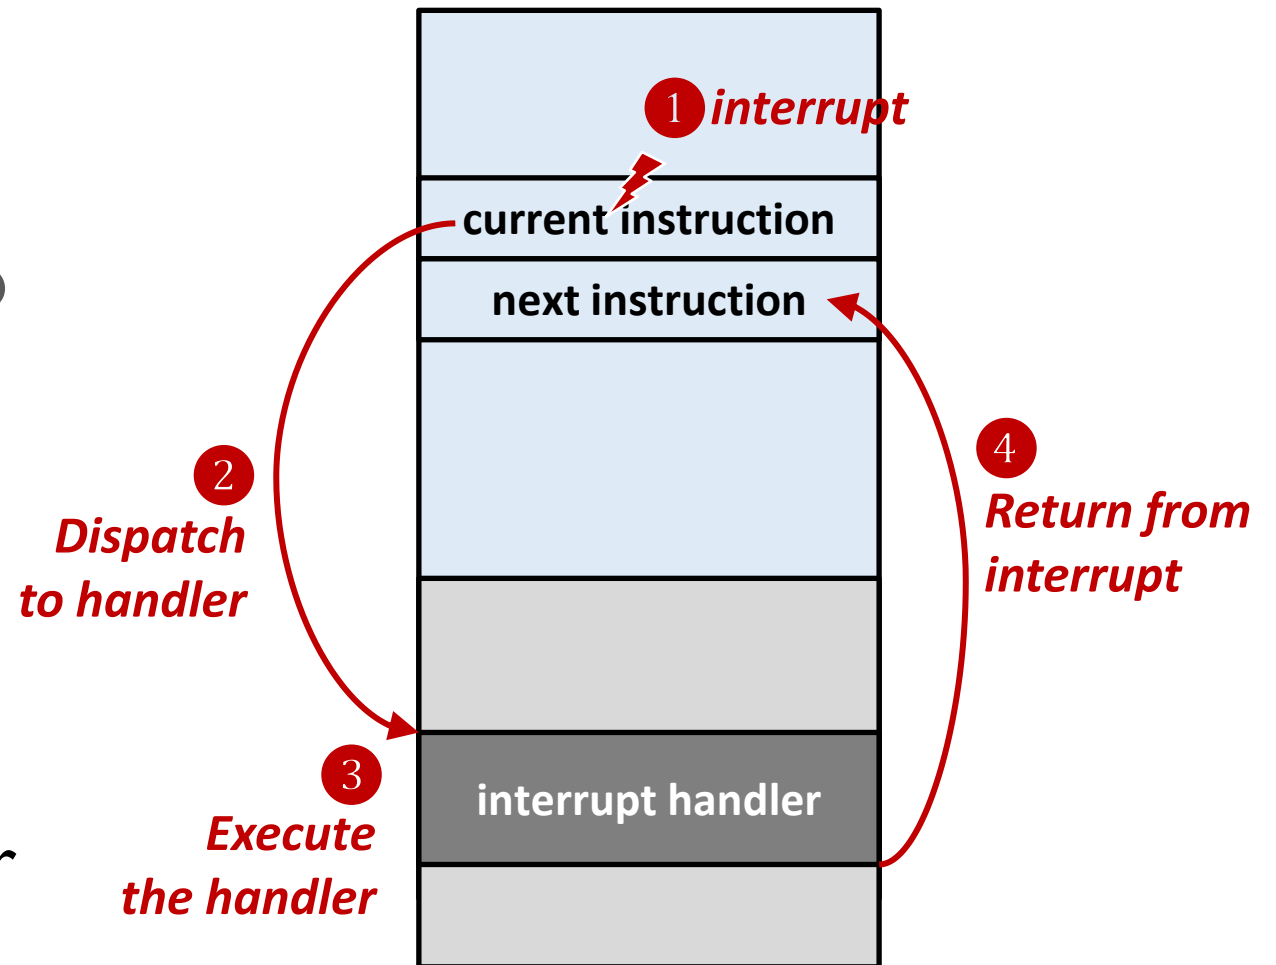 1 interrupt
current instruction
next instruction
2
Dispatch
to handler
3
Execute
the handler
interrupt handler
4
Return from
interrupt